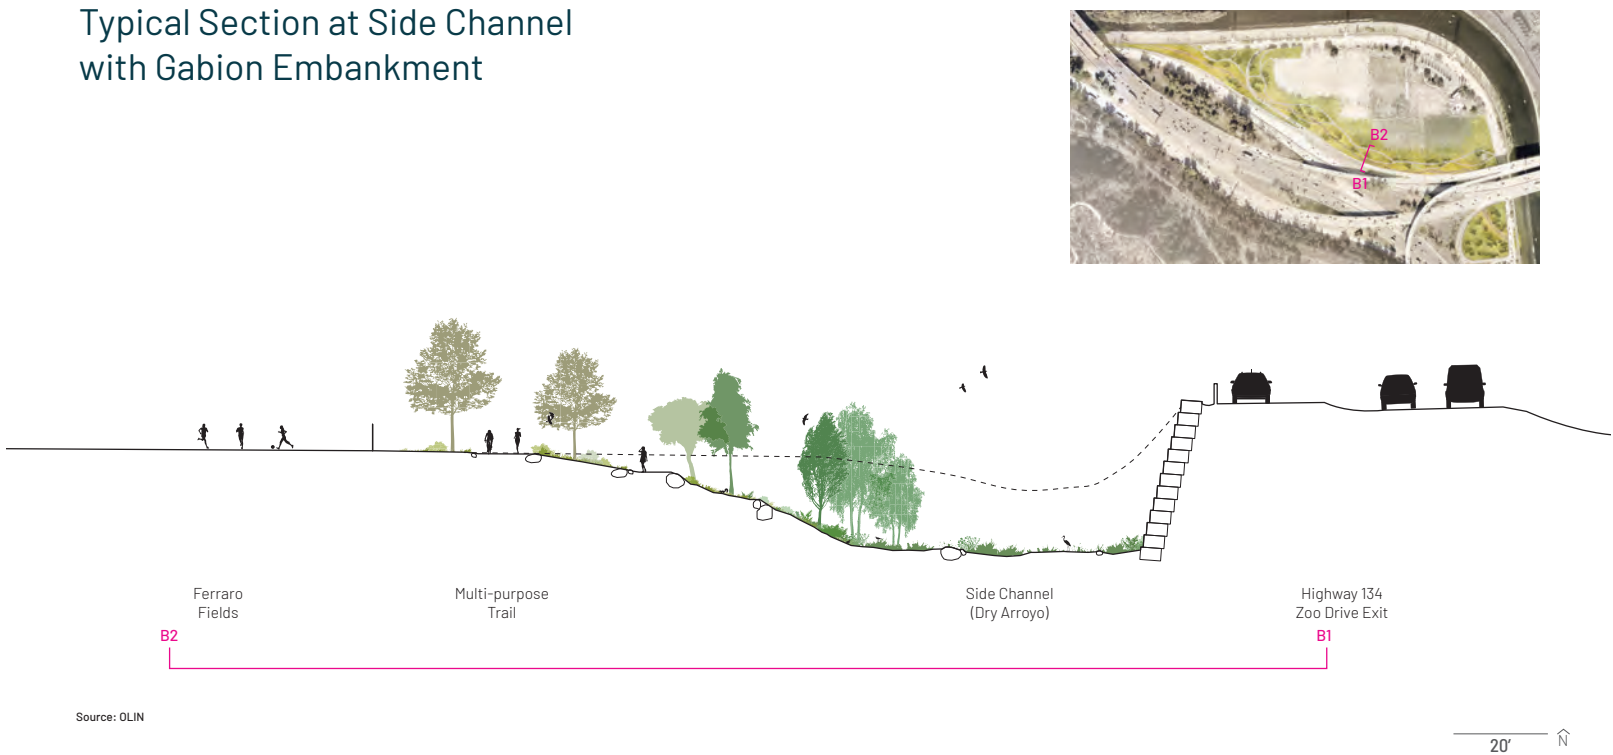 Typical Section at Side Channel
with Gabion Embankment
B2
B1
Ferraro
Fields
Multi-purpose
Trail
Side Channel
(Dry Arroyo)
Highway 134
Zoo Drive Exit
B2
B1
Source: OLIN
20'
N